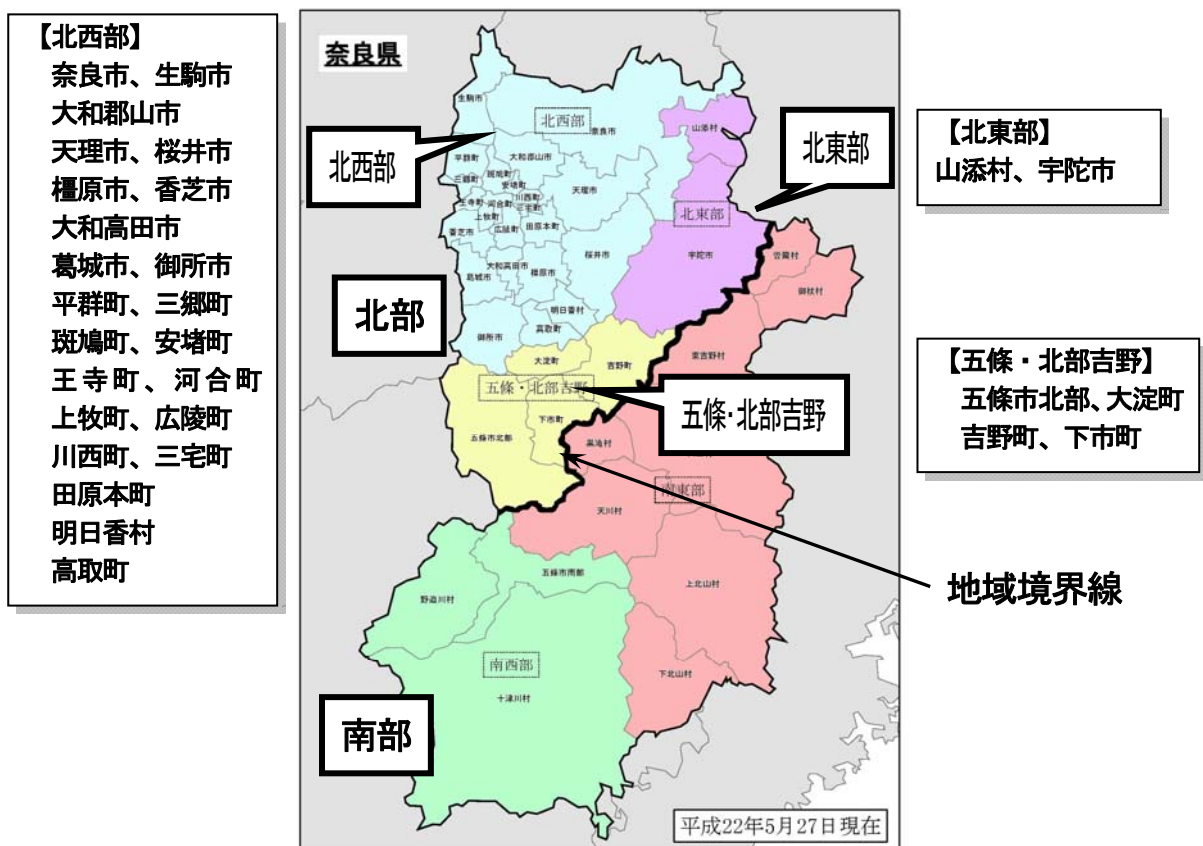 【北西部】
奈良市、生駒市
大和郡山市
天理市、桜井市
橿原市、香芝市
大和高田市
葛城市、御所市
平群町、三郷町
斑鳩町、安堵町
王寺町、河合町
上牧町、広陵町
川西町、三宅町
田原本町
明日香村
高取町
奈良県
生駒市
北西部
奈良市
山添村
北西部
北東部
平群町
大和郡山市
三郷町
斑鳩町
安堵町
天理市
王寺町
河合町
川西町
三宅町
上牧町
広陵町
田原本町
香芝市
北東部
桜井市
宇陀市
曽爾村
御杖村
大和高田市
橿原市
葛城市
北部
明日香村
高取町
御所市
大淀町
吉野町
東吉野村
五條・北部吉野
五條・北部吉野
下市町
五條市北部
黒滝村
南東部
天川村
五條市南部
上北山村
野迫川村
南西部
下北山村
十津川村
南部
平成22年5月27日現在
【北東部】
山添村、宇陀市
【五條・北部吉野】
五條市北部、大淀町
吉野町、下市町
地域境界線